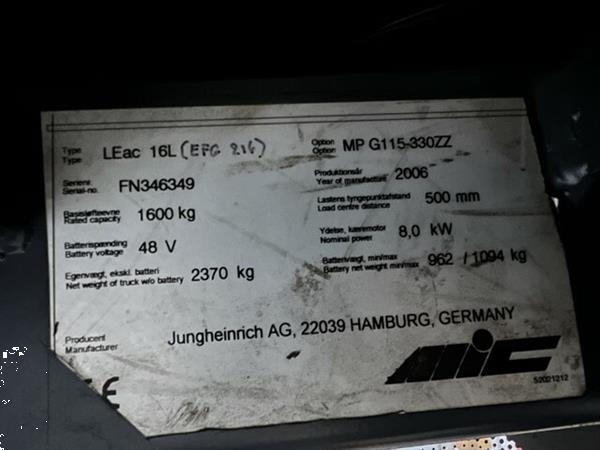 Type
Type LEac 16L (EFG 216)
Option
Option MP G115-330ZZ
Serienr.
Serial-no. FN346349
Produktionsår
Year of manufacture 2006
Basisløfteevne
Rated capacity 1600 kg
Lastens tyngepunktafstand
Load centre distance 500 mm
Batterispænding
Battery voltage 48 V
Ydelse, køremotor
Nominal power 8,0 kW
Egenvægt, ekskl. batteri
Net weight of truck w/o battery 2370 kg
Batterivægt, min/max
Battery net weight min/max 962 / 1094 kg
Producent
Manufacturer
Jungheinrich AG, 22039 HAMBURG, GERMANY
CE
MIC
52021212